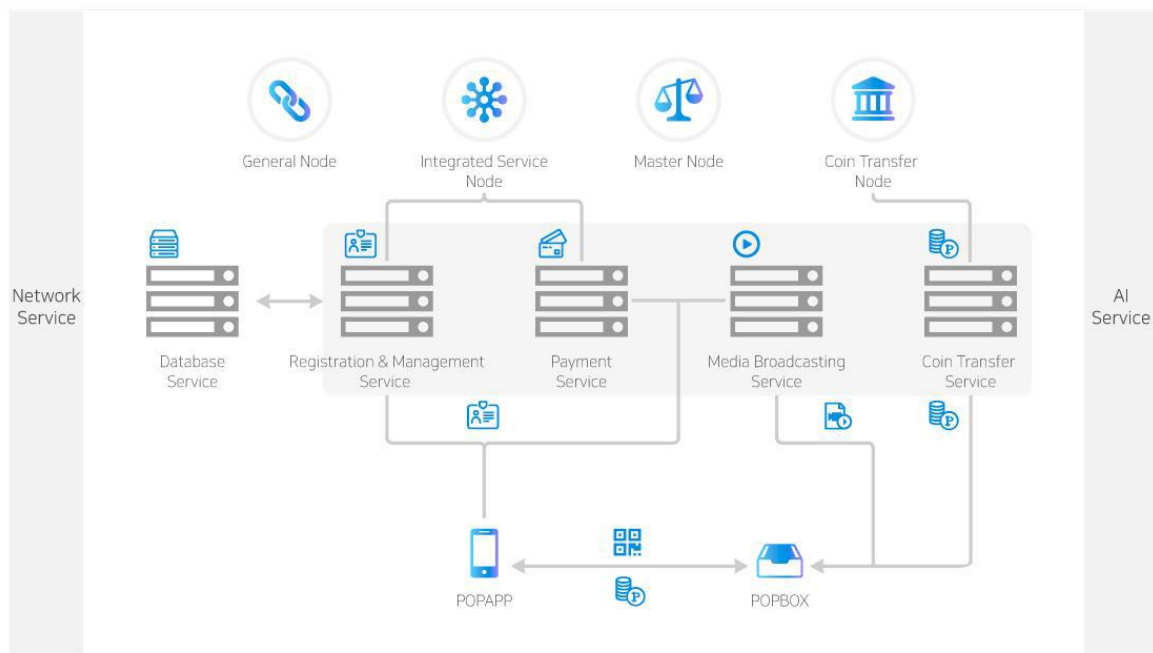 General Node
Integrated Service
Node
Master Node
Coin Transfer
Node
Network
Service
AI
Service
Database
Service
Registration & Management
Service
Payment
Service
Media Broadcasting
Service
Coin Transfer
Service
P
P
P
POPAPP
POPBOX